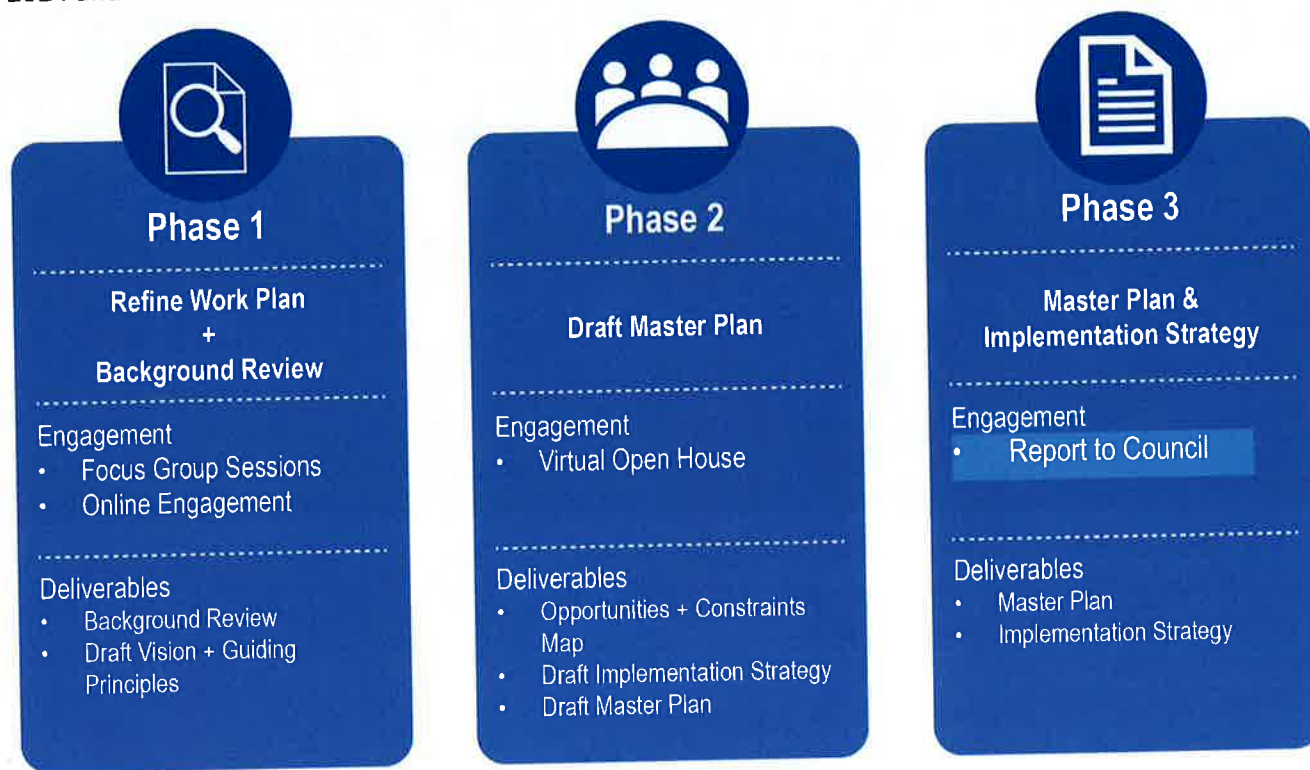 Phase 1
Refine Work Plan
+
Background Review
Engagement
• Focus Group Sessions
• Online Engagement
Deliverables
• Background Review
• Draft Vision + Guiding
Principles
Phase 2
Draft Master Plan
Engagement
• Virtual Open House
Deliverables
• Opportunities + Constraints
Map
• Draft Implementation Strategy
• Draft Master Plan
Phase 3
Master Plan &
Implementation Strategy
Engagement
• Report to Council
Deliverables
• Master Plan
• Implementation Strategy